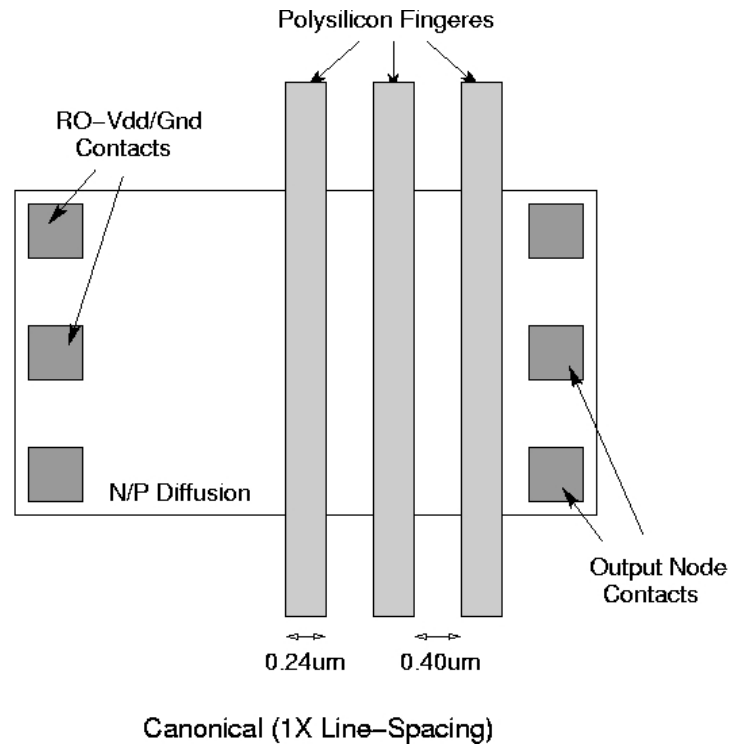 Polysilicon Fingeres
RO-Vdd/Gnd
Contacts
N/P Diffusion
Output Node
Contacts
0.24um
0.40um
Canonical (1X Line-Spacing)